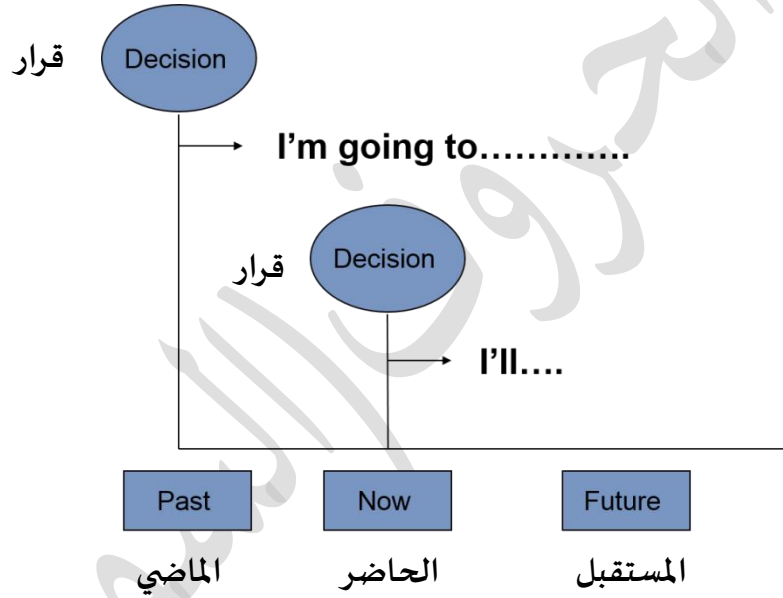 قرار Decision
I’m going to………….
قرار Decision
I’ll….
Past Now Future
الماضي الحاضر المستقبل